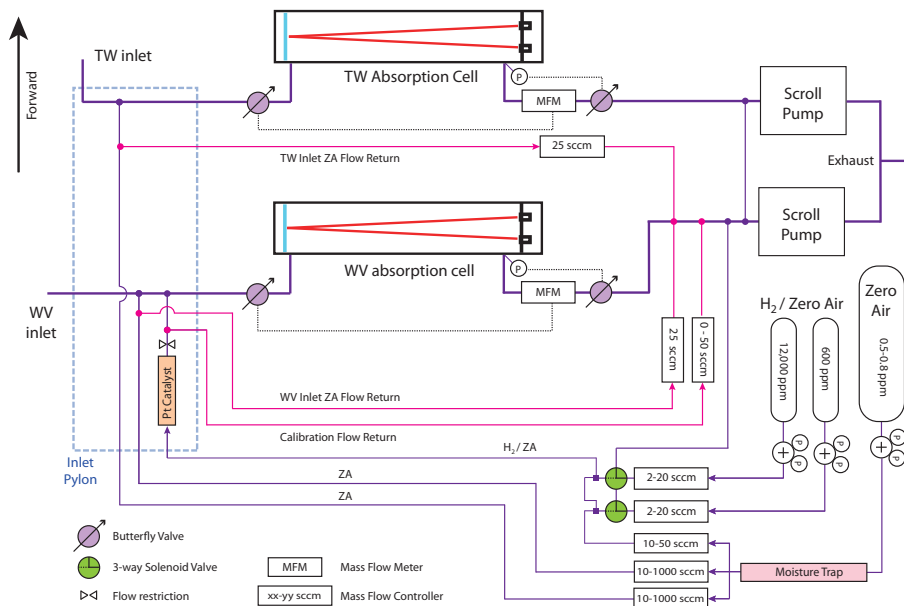 Forward
TW inlet
TW Absorption Cell
P
MFM
Scroll
Pump
TW Inlet ZA Flow Return
25 sccm
Exhaust
WV absorption cell
P
MFM
Scroll
Pump
WV
inlet
H2 / Zero Air
Zero
Air
12,000 ppm
600 ppm
0.5-0.8 ppm
25 sccm
0 - 50 sccm
Pt Catalyst
WV Inlet ZA Flow Return
Calibration Flow Return
H2 / ZA
P
P
P
P
P
P
Inlet
Pylon
ZA
ZA
2-20 sccm
2-20 sccm
10-50 sccm
10-1000 sccm
10-1000 sccm
Moisture Trap
Butterfly Valve
3-way Solenoid Valve
Flow restriction
MFM
Mass Flow Meter
xx-yy sccm
Mass Flow Controller